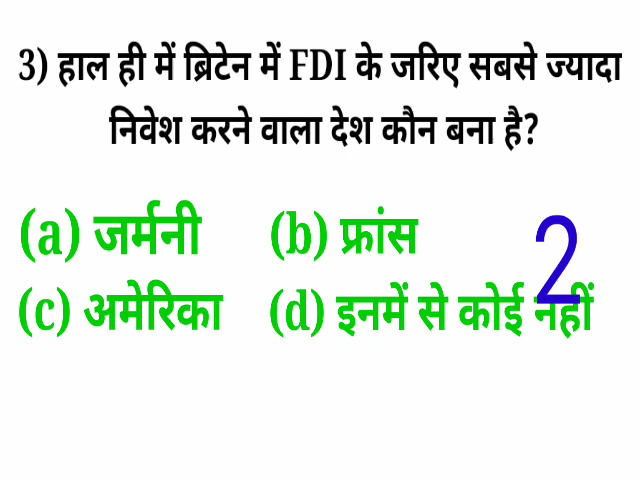 3) हाल ही में ब्रिटेन में FDI के जरिए सबसे ज्यादा
निवेश करने वाला देश कौन बना है?
(a) जर्मनी (b) फ्रांस
2
(c) अमेरिका (d) इनमें से कोई नहीं